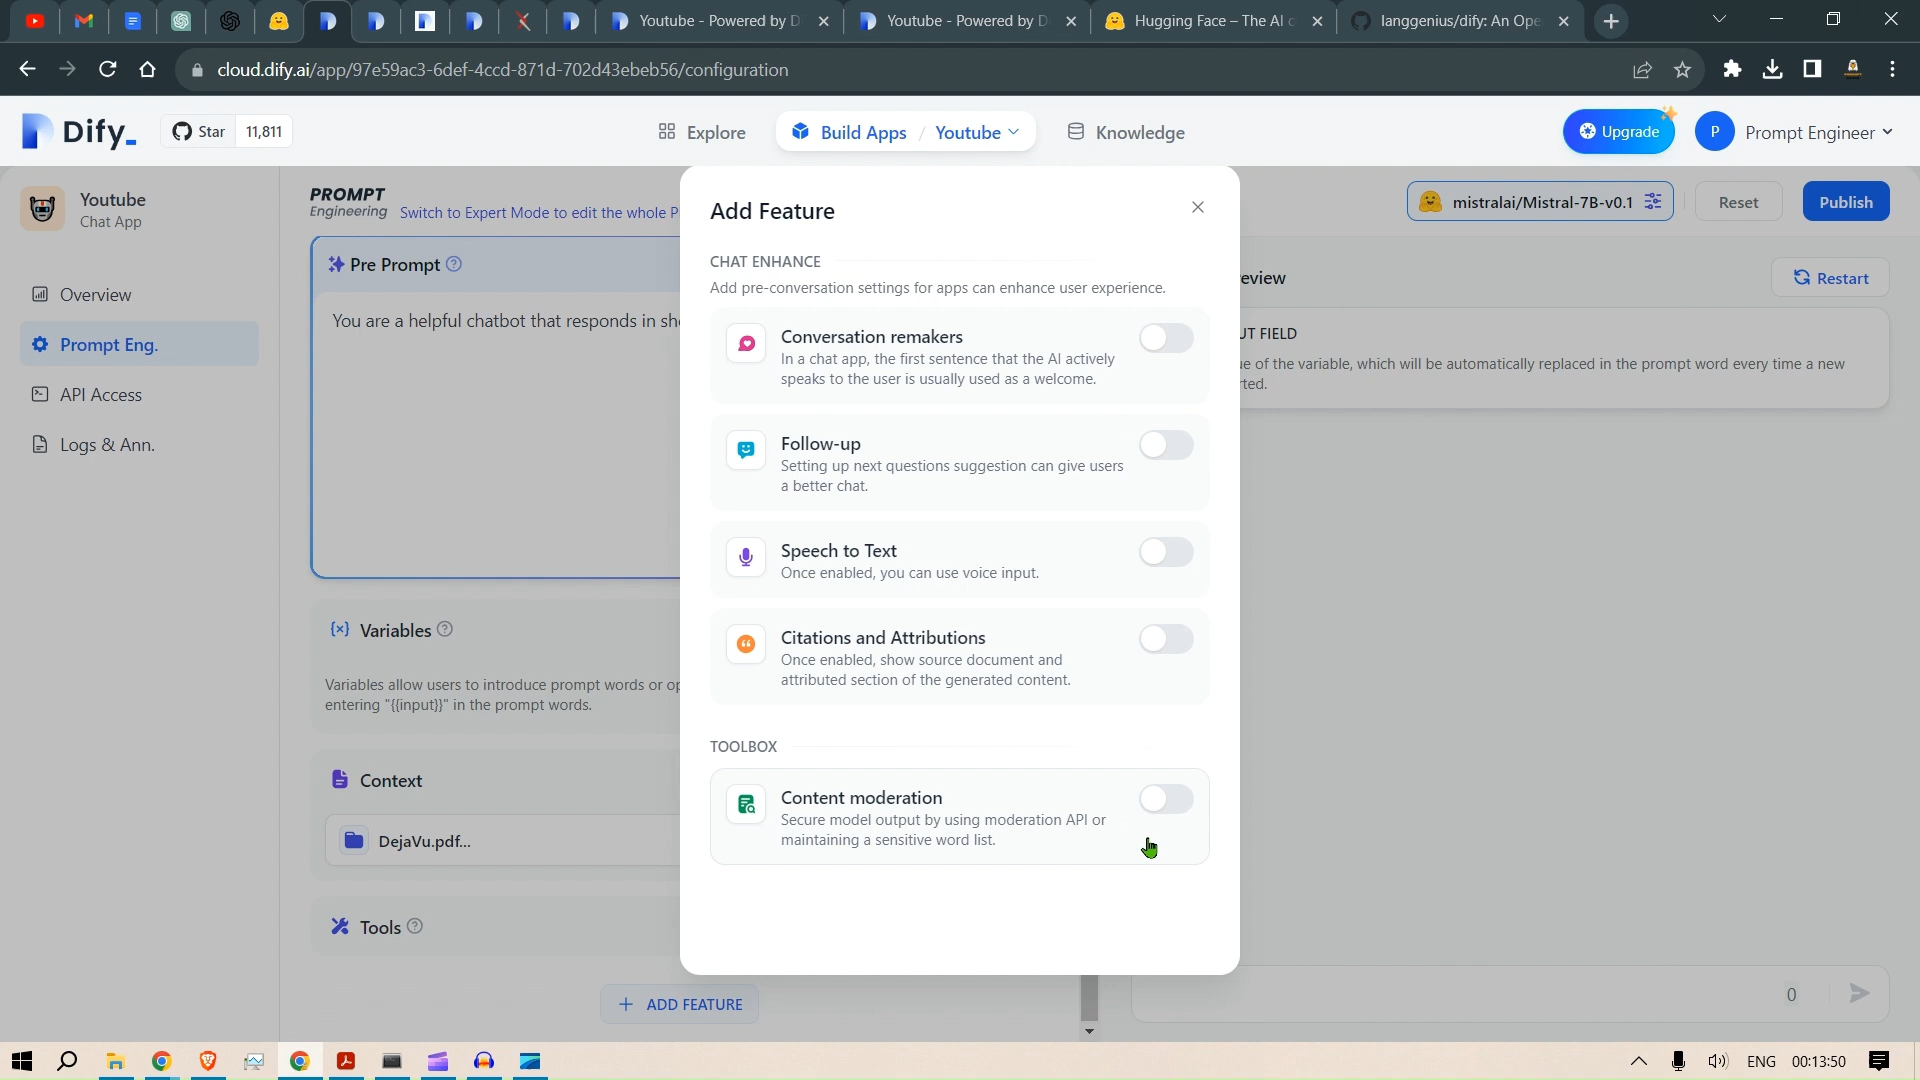 Youtube - Powered by D
Youtube - Powered by D
Hugging Face – The AI c
langgenius/dify: An Ope
cloud.dify.ai/app/97e59ac3-6def-4ccd-871d-702d43ebeb56/configuration
Dify_
Star 11,811
Explore
Build Apps / Youtube
Knowledge
Upgrade
P Prompt Engineer
Youtube
Chat App
Overview
Prompt Eng.
API Access
Logs & Ann.
PROMPT
Engineering
Switch to Expert Mode to edit the whole P
mistralai/Mistral-7B-v0.1
Reset
Publish
Pre Prompt
You are a helpful chatbot that responds in sh
Variables
Variables allow users to introduce prompt words or op
entering "{{input}}" in the prompt words.
Context
DejaVu.pdf...
Tools
+ ADD FEATURE
Add Feature
CHAT ENHANCE
Add pre-conversation settings for apps can enhance user experience.
Conversation remakers
In a chat app, the first sentence that the AI actively
speaks to the user is usually used as a welcome.
Follow-up
Setting up next questions suggestion can give users
a better chat.
Speech to Text
Once enabled, you can use voice input.
Citations and Attributions
Once enabled, show source document and
attributed section of the generated content.
TOOLBOX
Content moderation
Secure model output by using moderation API or
maintaining a sensitive word list.
eview
Restart
UT FIELD
e of the variable, which will be automatically replaced in the prompt word every time a new
ted.
0
ENG 00:13:50